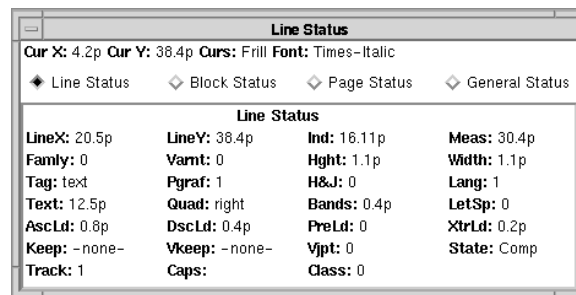 Line Status
Cur X: 4.2p Cur Y: 38.4p Curs: Frill Font: Times-Italic
Line Status Block Status Page Status General Status
Line Status
LineX: 20.5p LineY: 38.4p Ind: 16.11p Meas: 30.4p
Famly: 0 Varnt: 0 Hght: 1.1p Width: 1.1p
Tag: text Pgraf: 1 H&J: 0 Lang: 1
Text: 12.5p Quad: right Bands: 0.4p LetSp: 0
AscLd: 0.8p DscLd: 0.4p PreLd: 0 XtrLd: 0.2p
Keep: -none- Vkeep: -none- Vjpt: 0 State: Comp
Track: 1 Caps: Class: 0